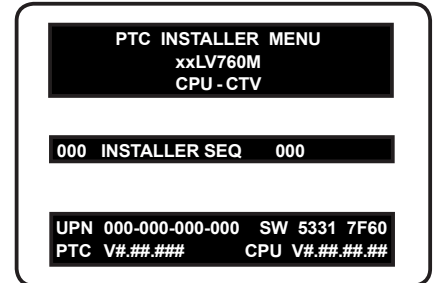 PTC INSTALLER MENU
xxLV760M
CPU - CTV
000 INSTALLER SEQ 000
UPN 000-000-000-000 SW 5331 7F60
PTC V#.##.### CPU V#.##.##.##